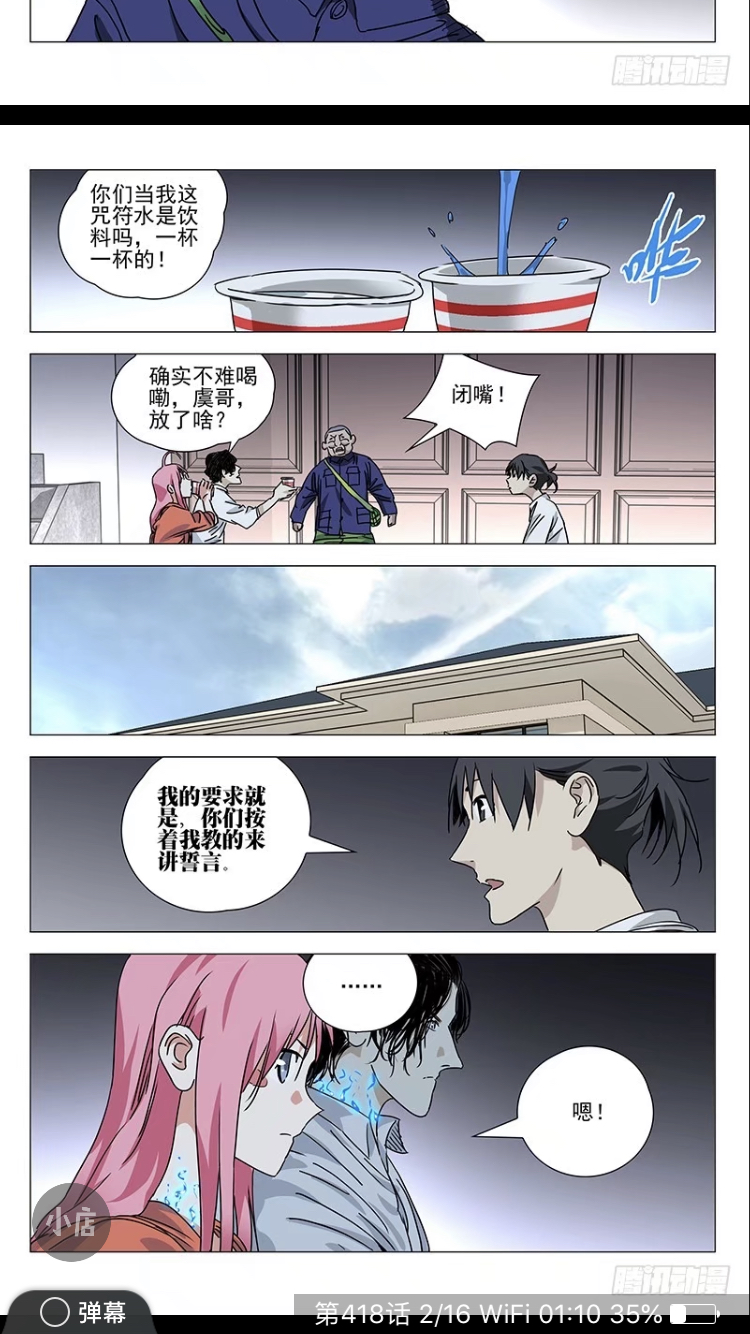 腾讯动漫
你们当我这
咒符水是饮
料吗，一杯
一杯的！
哗
确实不难喝
嘞，虞哥，
放了啥？
闭嘴！
我的要求就
是，你们按
着我教的来
讲誓言。
……
嗯！
小店
腾讯动漫
弹幕
第418话 2/16 WiFi 01:10 35%